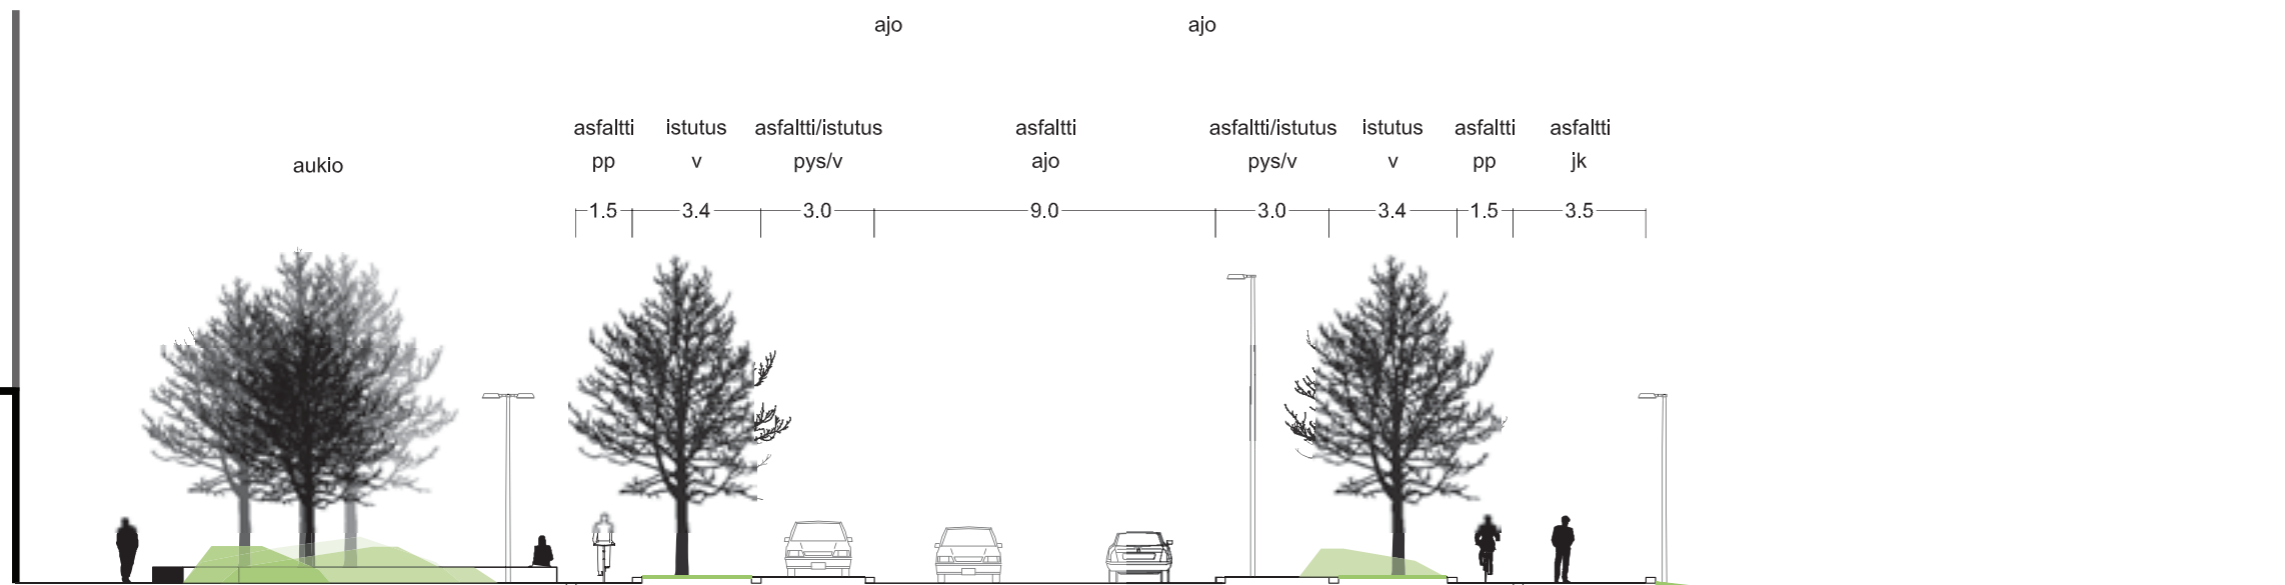 ajo ajo
asfaltti istutus asfaltti/istutus asfaltti asfaltti/istutus istutus asfaltti asfaltti
aukio pp v pys/v ajo pys/v v pp jk
1.5 3.4 3.0 9.0 3.0 3.4 1.5 3.5